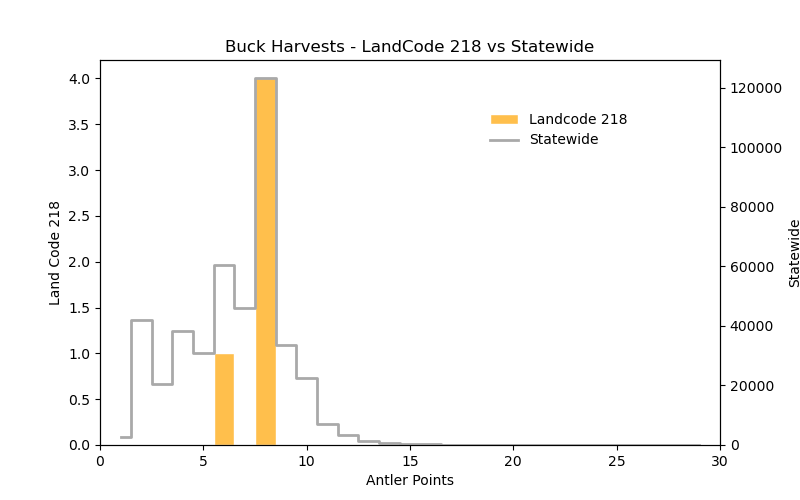 Buck Harvests - LandCode 218 vs Statewide
4.0
3.5
3.0
2.5
2.0
1.5
1.0
0.5
0.0
Land Code 218
120000
100000
80000
60000
40000
20000
0
Statewide
Landcode 218
Statewide
0 5 10 15 20 25 30
Antler Points